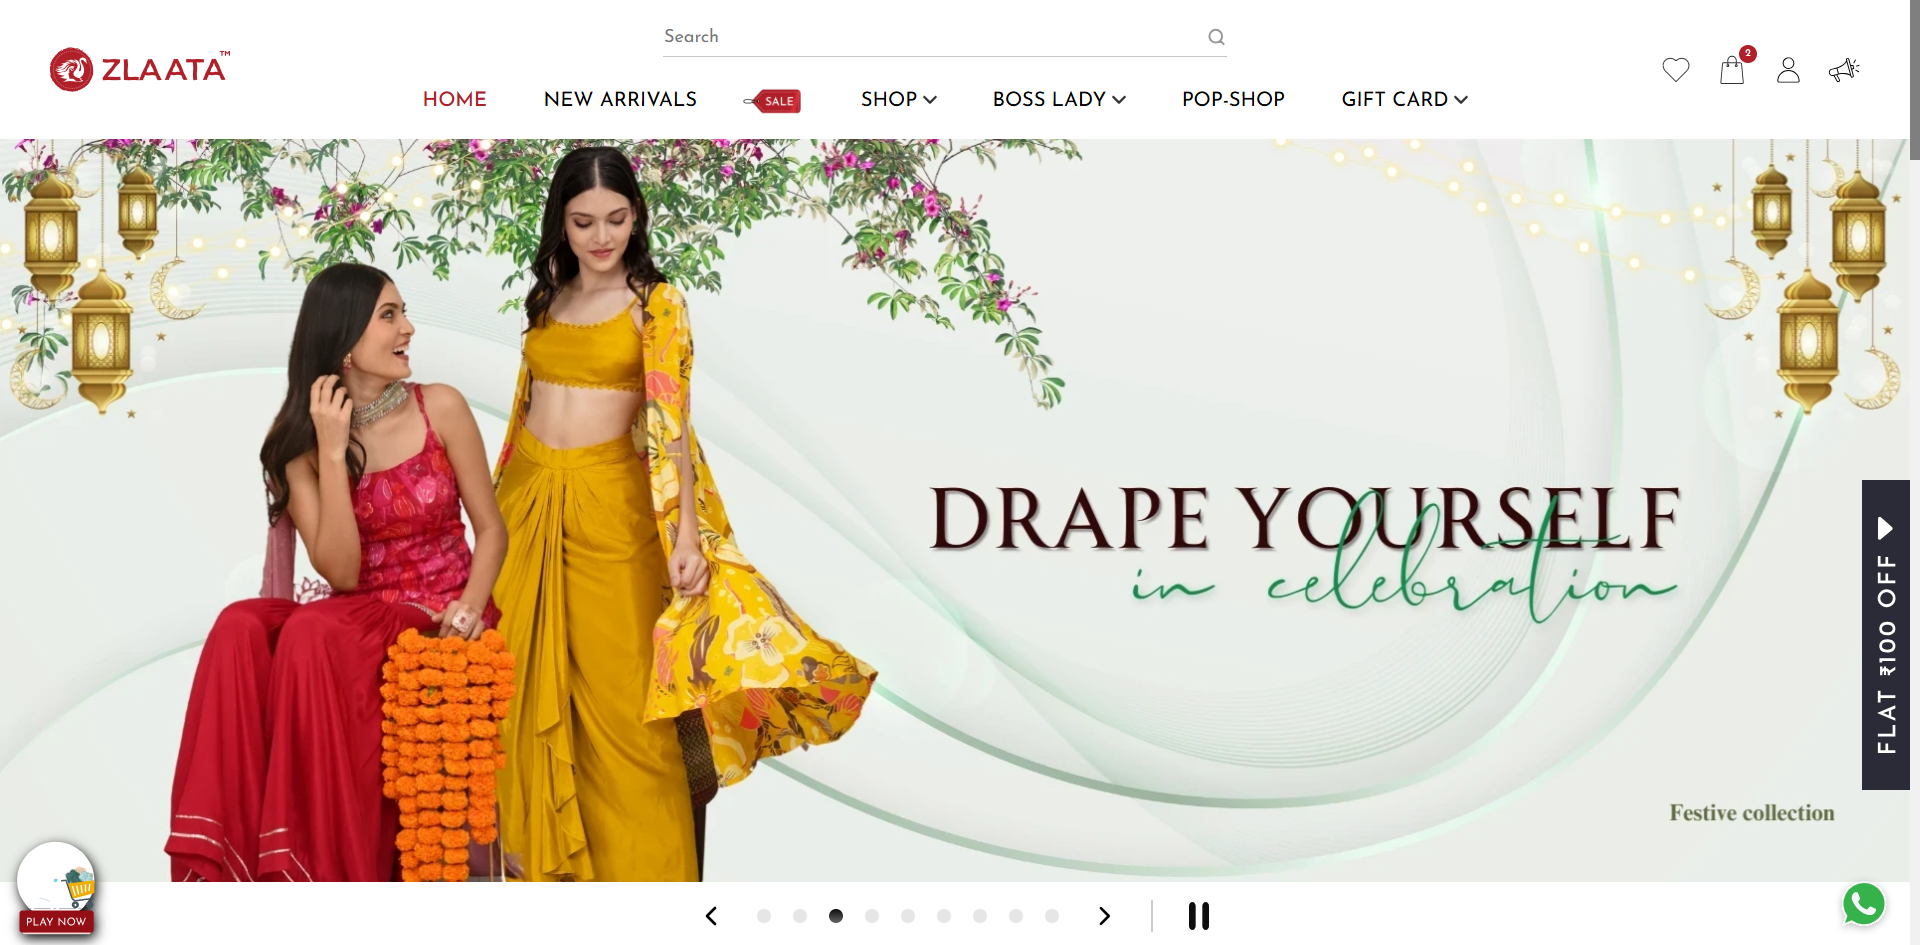 Search
ZLAATA™
2
HOME
NEW ARRIVALS
SALE
SHOP
BOSS LADY
POP-SHOP
GIFT CARD
DRAPE YOURSELF
in celebration
FLAT ₹100 OFF
Festive collection
PLAY NOW